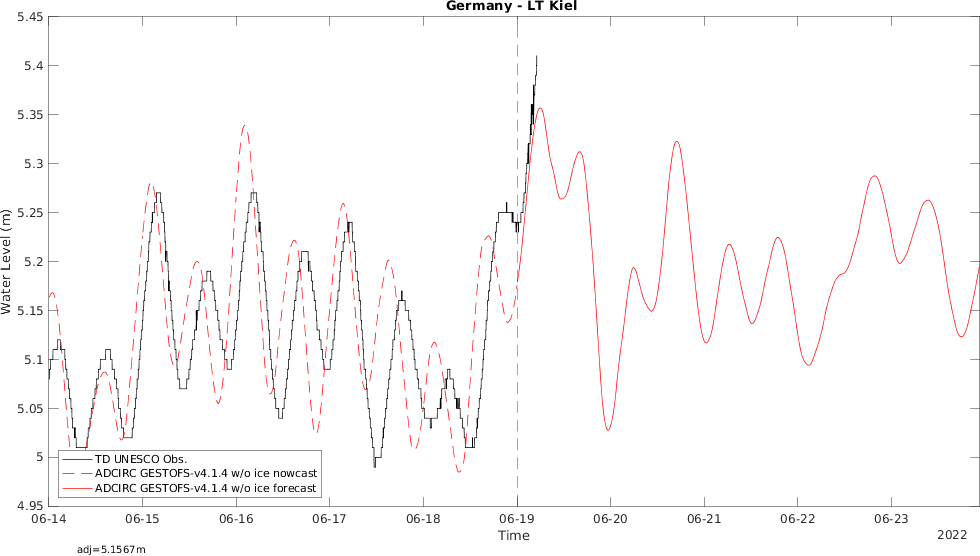 Germany - LT Kiel
5.45
5.4
5.35
5.3
5.25
5.2
5.15
5.1
5.05
5
4.95
Water Level (m)
TD UNESCO Obs.
ADCIRC GESTOFS-v4.1.4 w/o ice nowcast
ADCIRC GESTOFS-v4.1.4 w/o ice forecast
06-14 06-15 06-16 06-17 06-18 06-19 06-20 06-21 06-22 06-23
Time
2022
adj=5.1567m